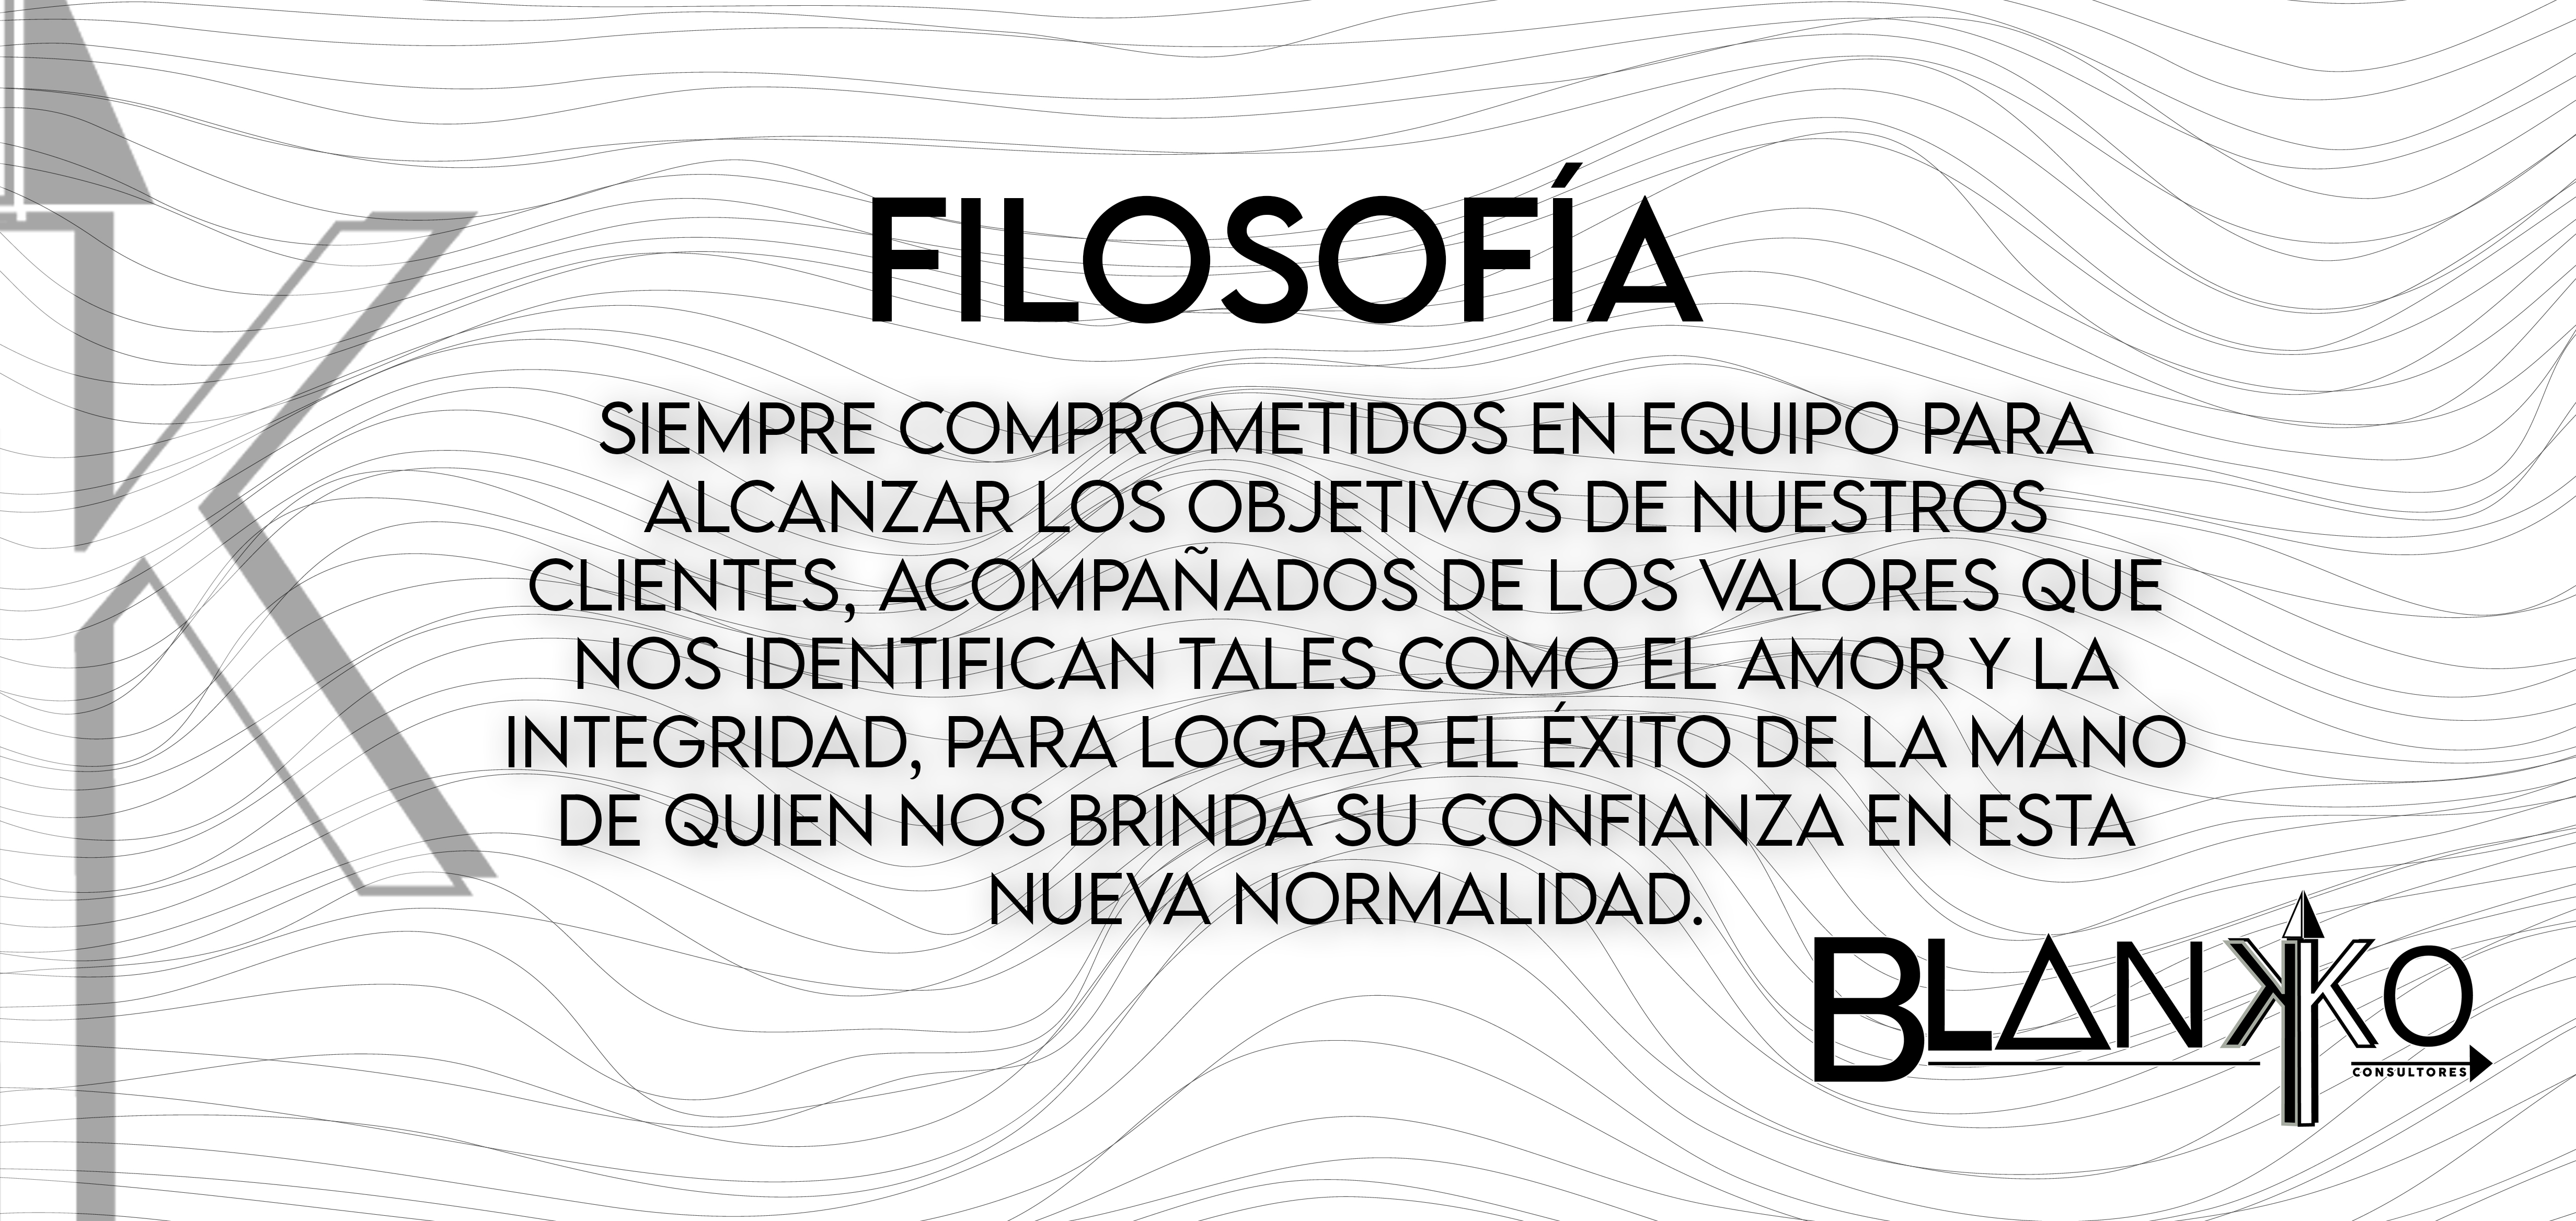 FILOSOFÍA
SIEMPRE COMPROMETIDOS EN EQUIPO PARA
ALCANZAR LOS OBJETIVOS DE NUESTROS
CLIENTES, ACOMPAÑADOS DE LOS VALORES QUE
NOS IDENTIFICAN TALES COMO EL AMOR Y LA
INTEGRIDAD, PARA LOGRAR EL ÉXITO DE LA MANO
DE QUIEN NOS BRINDA SU CONFIANZA EN ESTA
NUEVA NORMALIDAD.
BLANKKO
CONSULTORES